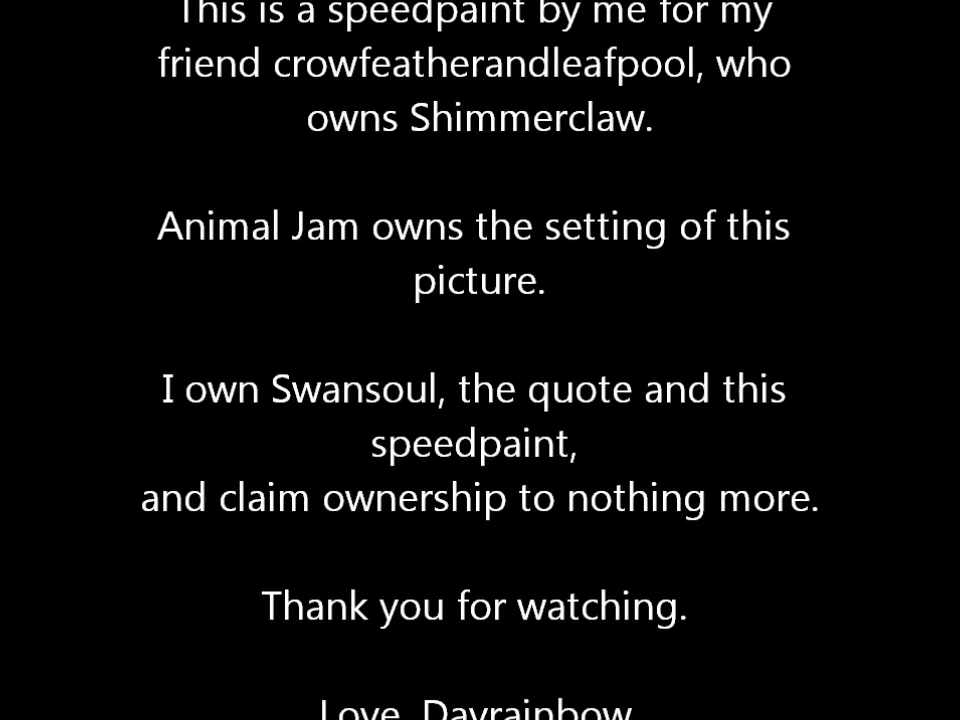 This is a speedpaint by me for my
friend crowfeatherandleafpool, who
owns Shimmerclaw.
Animal Jam owns the setting of this
picture.
I own Swansoul, the quote and this
speedpaint,
and claim ownership to nothing more.
Thank you for watching.
Love, Dayrainbow